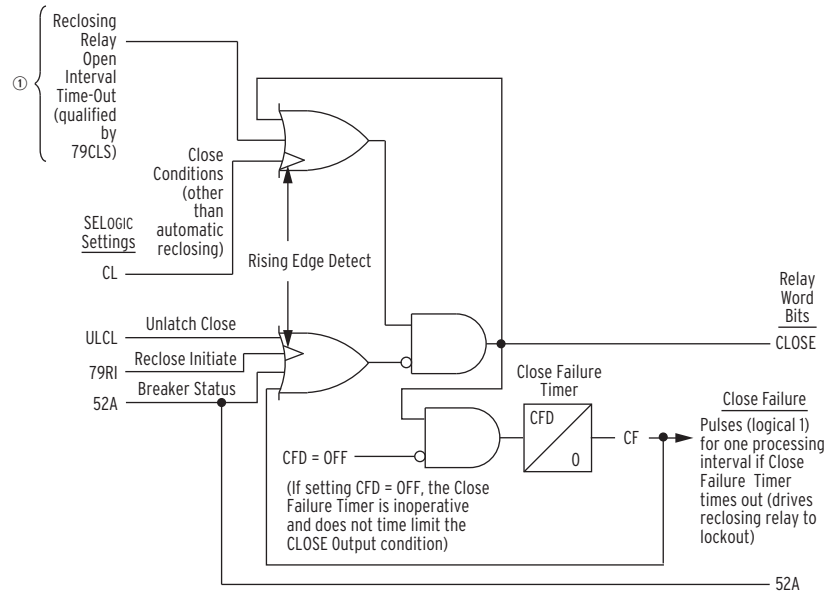 ①
Reclosing
Relay
Open
Interval
Time-Out
(qualified
by
79CLS)
Close
Conditions
(other
than
automatic
reclosing)
SELOGIC
Settings
CL
Rising Edge Detect
ULCL
Unlatch Close
79RI
Reclose Initiate
52A
Breaker Status
Relay
Word
Bits
CLOSE
Close Failure
Timer
CFD
0
CF
CFD = OFF
(If setting CFD = OFF, the Close
Failure Timer is inoperative
and does not time limit the
CLOSE Output condition)
Close Failure
Pulses (logical 1)
for one processing
interval if Close
Failure Timer
times out (drives
reclosing relay to
lockout)
52A